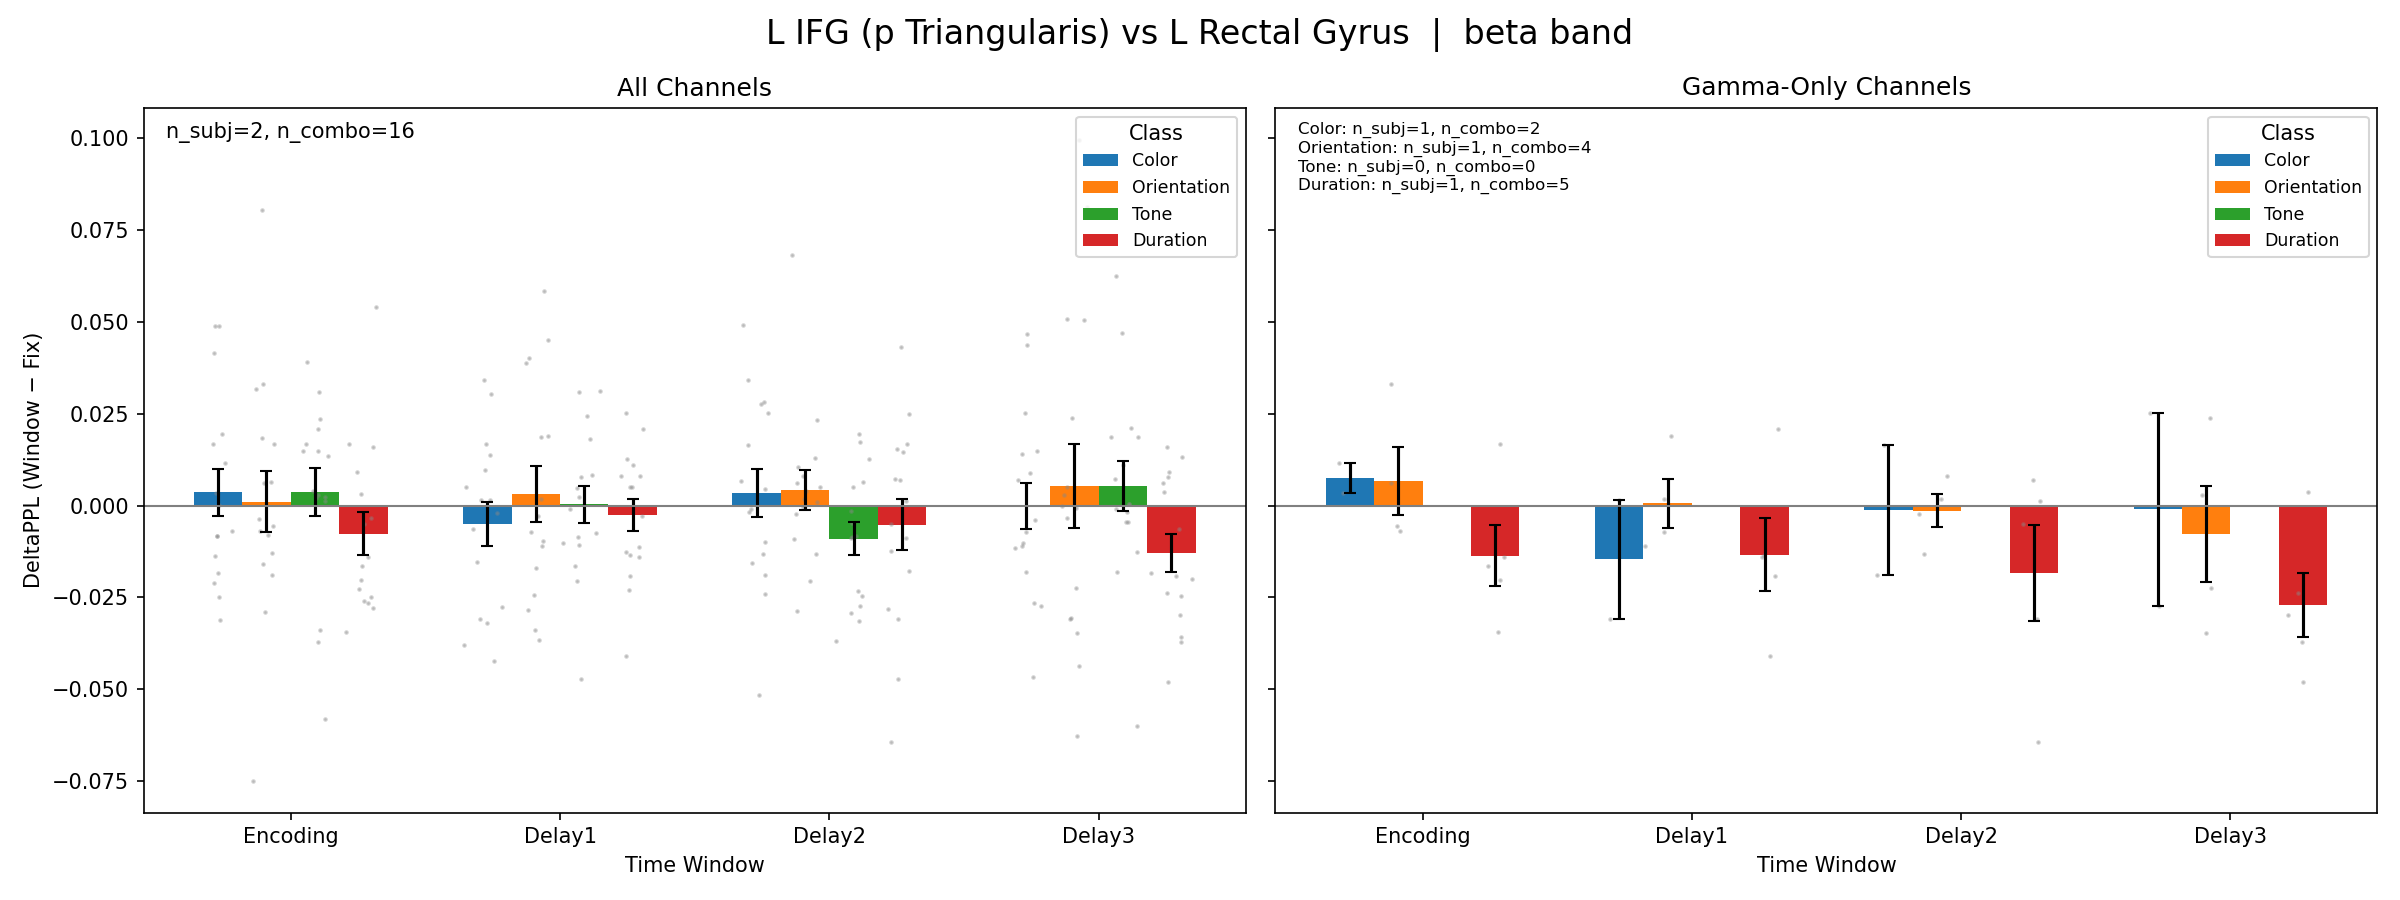 L IFG (p Triangularis) vs L Rectal Gyrus | beta band
All Channels
n_subj=2, n_combo=16
Class
Color
Orientation
Tone
Duration
DeltaPPL (Window − Fix)
0.100
0.075
0.050
0.025
0.000
−0.025
−0.050
−0.075
Encoding
Delay1
Delay2
Delay3
Time Window
Gamma-Only Channels
Color: n_subj=1, n_combo=2
Orientation: n_subj=1, n_combo=4
Tone: n_subj=0, n_combo=0
Duration: n_subj=1, n_combo=5
Class
Color
Orientation
Tone
Duration
Encoding
Delay1
Delay2
Delay3
Time Window